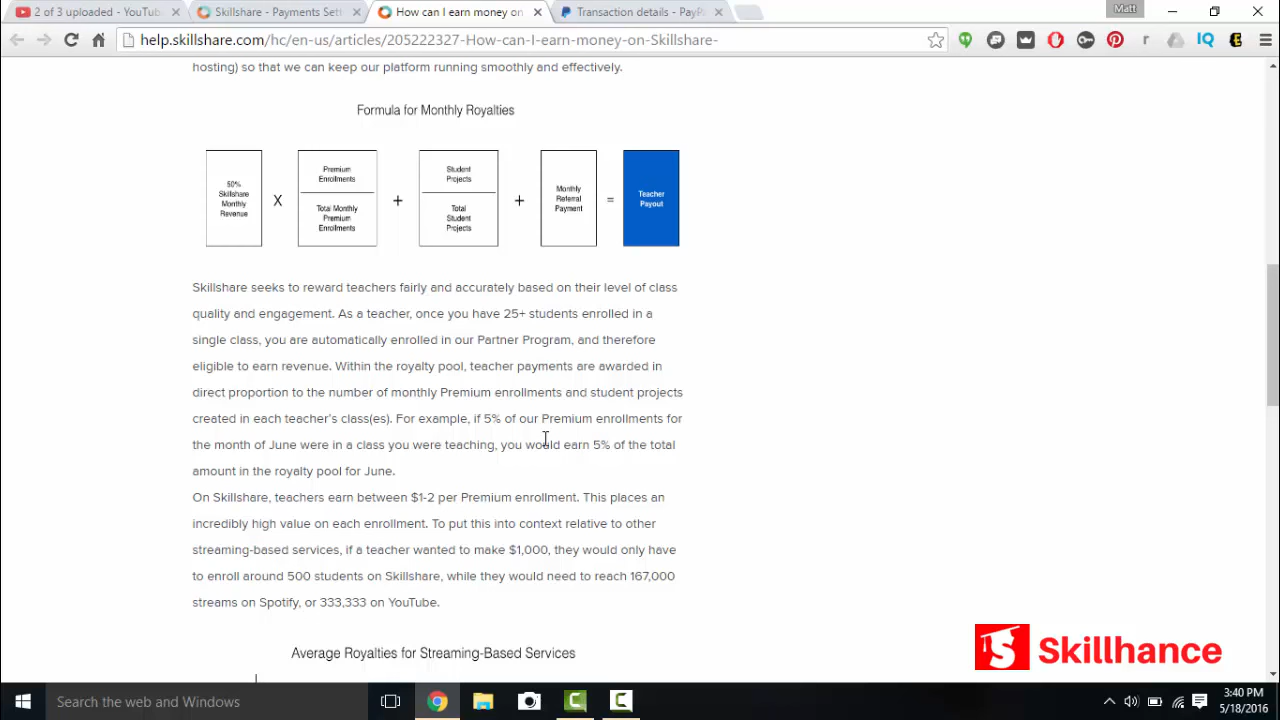 2 of 3 uploaded - YouTub
Skillshare - Payments Sett
How can I earn money on
Transaction details - PayPa
Matt
help.skillshare.com/hc/en-us/articles/205222327-How-can-I-earn-money-on-Skillshare-
hosting) so that we can keep our platform running smoothly and effectively.
Formula for Monthly Royalties
50%
Skillshare
Monthly
Revenue
X
Premium
Enrollments
Total Monthly
Premium
Enrollments
+
Student
Projects
Total
Student
Projects
+
Monthly
Referral
Payment
=
Teacher
Payout
Skillshare seeks to reward teachers fairly and accurately based on their level of class
quality and engagement. As a teacher, once you have 25+ students enrolled in a
single class, you are automatically enrolled in our Partner Program, and therefore
eligible to earn revenue. Within the royalty pool, teacher payments are awarded in
direct proportion to the number of monthly Premium enrollments and student projects
created in each teacher's class(es). For example, if 5% of our Premium enrollments for
the month of June were in a class you were teaching, you would earn 5% of the total
amount in the royalty pool for June.
On Skillshare, teachers earn between $1-2 per Premium enrollment. This places an
incredibly high value on each enrollment. To put this into context relative to other
streaming-based services, if a teacher wanted to make $1,000, they would only have
to enroll around 500 students on Skillshare, while they would need to reach 167,000
streams on Spotify, or 333,333 on YouTube.
Average Royalties for Streaming-Based Services
Skillhance
Search the web and Windows
3:40 PM
5/18/2016